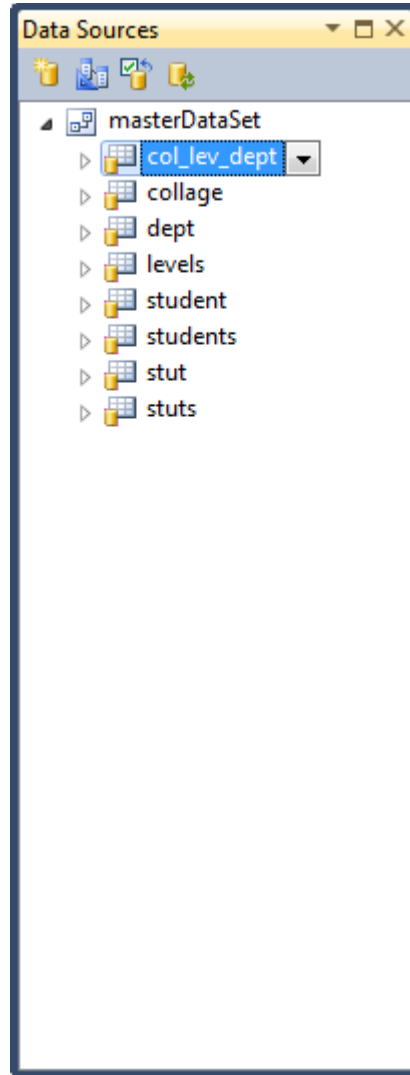 Data Sources
masterDataSet
col_lev_dept
collage
dept
levels
student
students
stut
stuts